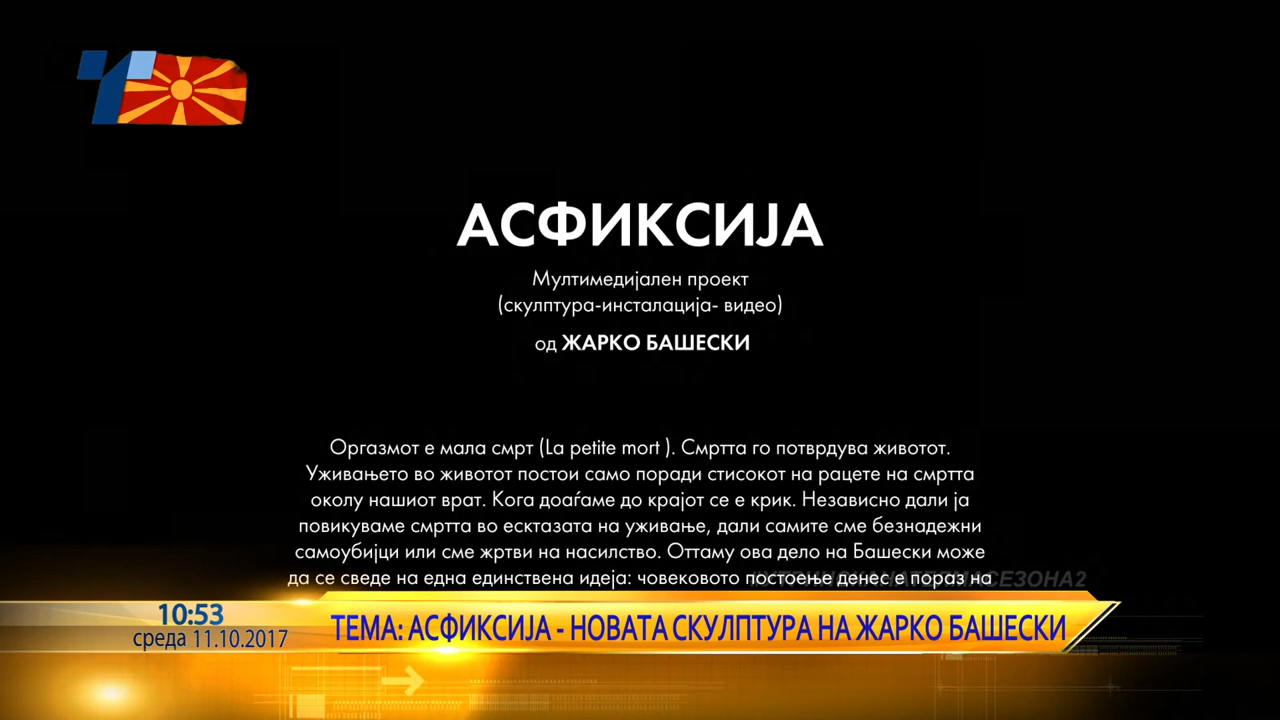 АСФИКСИЈА
Мултимедијален проект
(скулптура-инсталација- видео)
од ЖАРКО БАШЕСКИ
Оргазмот е мала смрт (La petite mort ). Смртта го потврдува животот.
Уживањето во животот постои само поради стисокот на рацете на смртта
околу нашиот врат. Кога доаѓаме до крајот се е крик. Независно дали ја
повикуваме смртта во есктазата на уживање, дали самите сме безнадежни
самоубијци или сме жртви на насилство. Оттаму ова дело на Башески може
да се сведе на една единствена идеја: човековото постоење денес е пораз на
10:53
среда 11.10.2017
ТЕМА: АСФИКСИЈА - НОВАТА СКУЛПТУРА НА ЖАРКО БАШЕСКИ